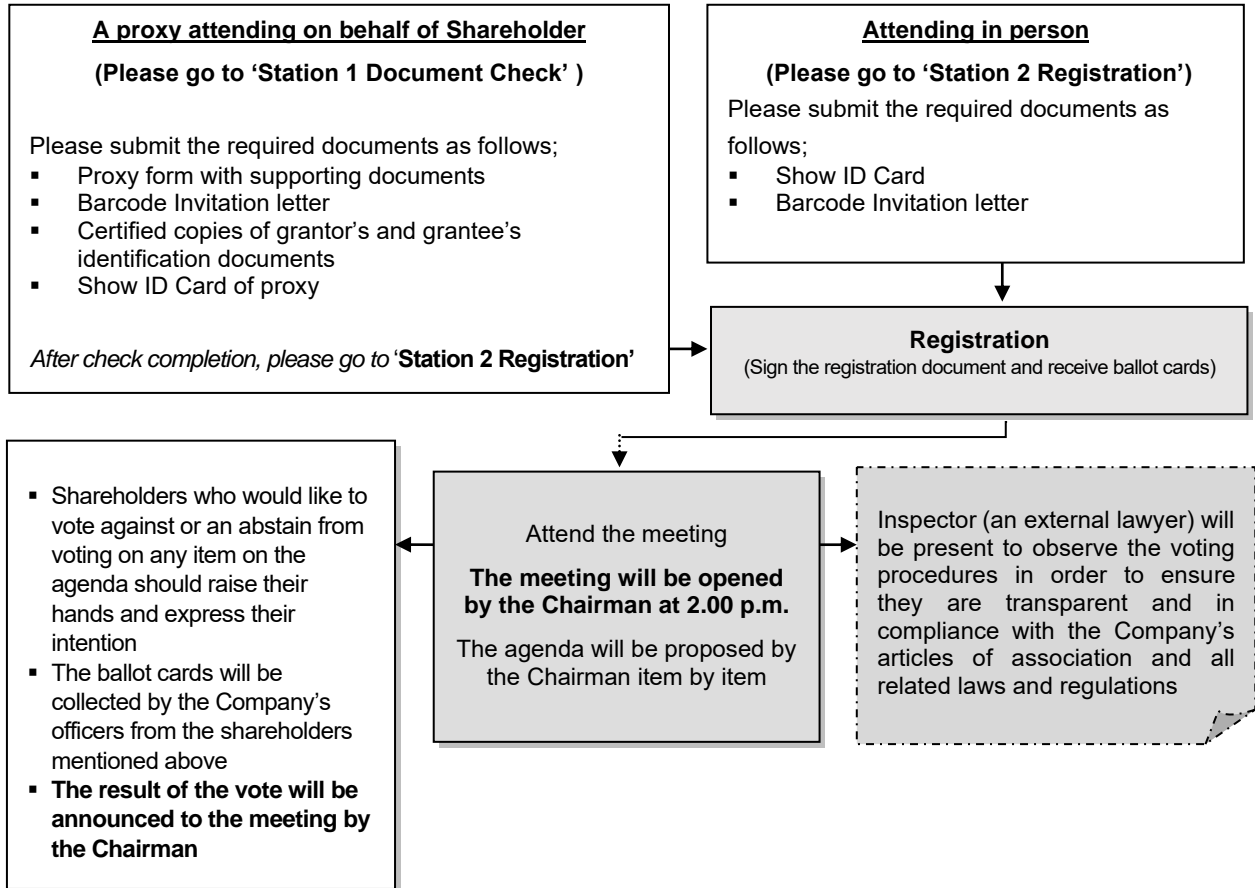 A proxy attending on behalf of Shareholder
(Please go to ‘Station 1 Document Check’ )
Please submit the required documents as follows;
▪ Proxy form with supporting documents
▪ Barcode Invitation letter
▪ Certified copies of grantor’s and grantee’s
identification documents
▪ Show ID Card of proxy
After check completion, please go to ‘Station 2 Registration’
Attending in person
(Please go to ‘Station 2 Registration’)
Please submit the required documents as
follows;
▪ Show ID Card
▪ Barcode Invitation letter
Registration
(Sign the registration document and receive ballot cards)
▪ Shareholders who would like to
vote against or an abstain from
voting on any item on the
agenda should raise their
hands and express their
intention
▪ The ballot cards will be
collected by the Company’s
officers from the shareholders
mentioned above
▪ The result of the vote will be
announced to the meeting by
the Chairman
Attend the meeting
The meeting will be opened
by the Chairman at 2.00 p.m.
The agenda will be proposed by
the Chairman item by item
Inspector (an external lawyer) will
be present to observe the voting
procedures in order to ensure
they are transparent and in
compliance with the Company’s
articles of association and all
related laws and regulations